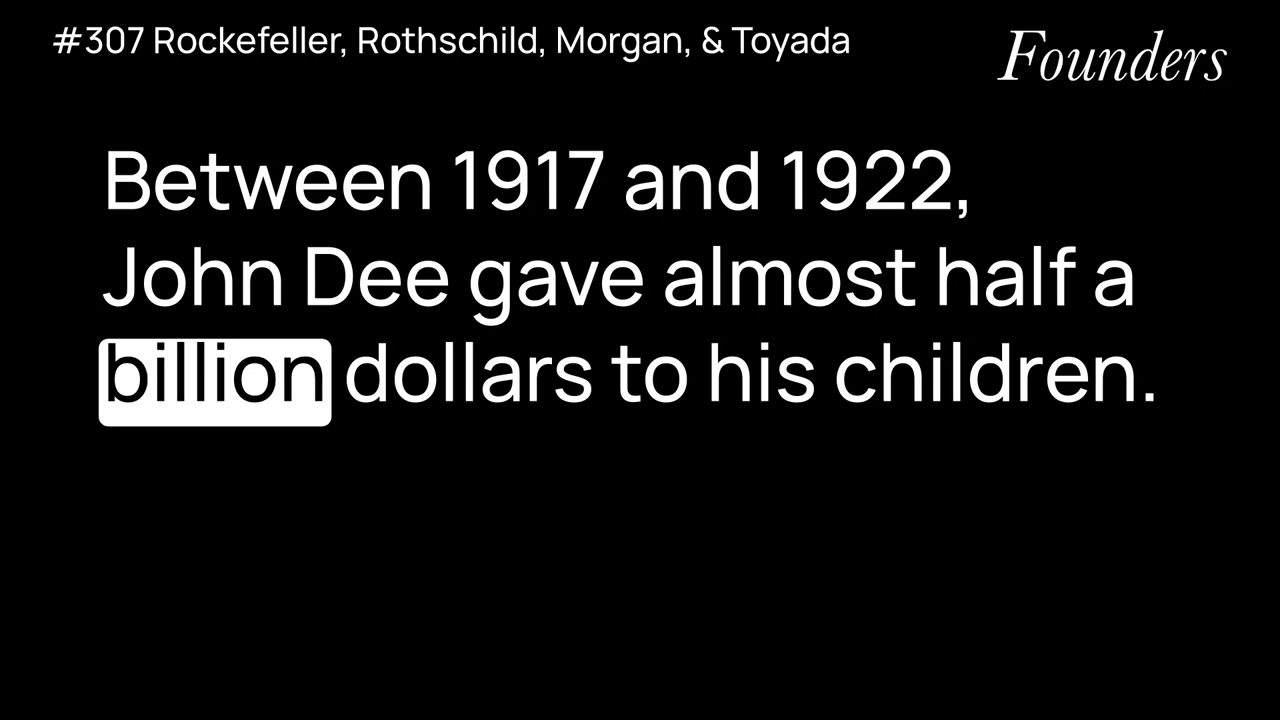 #307 Rockefeller, Rothschild, Morgan, & Toyada
Founders
Between 1917 and 1922,
John Dee gave almost half a
billion dollars to his children.